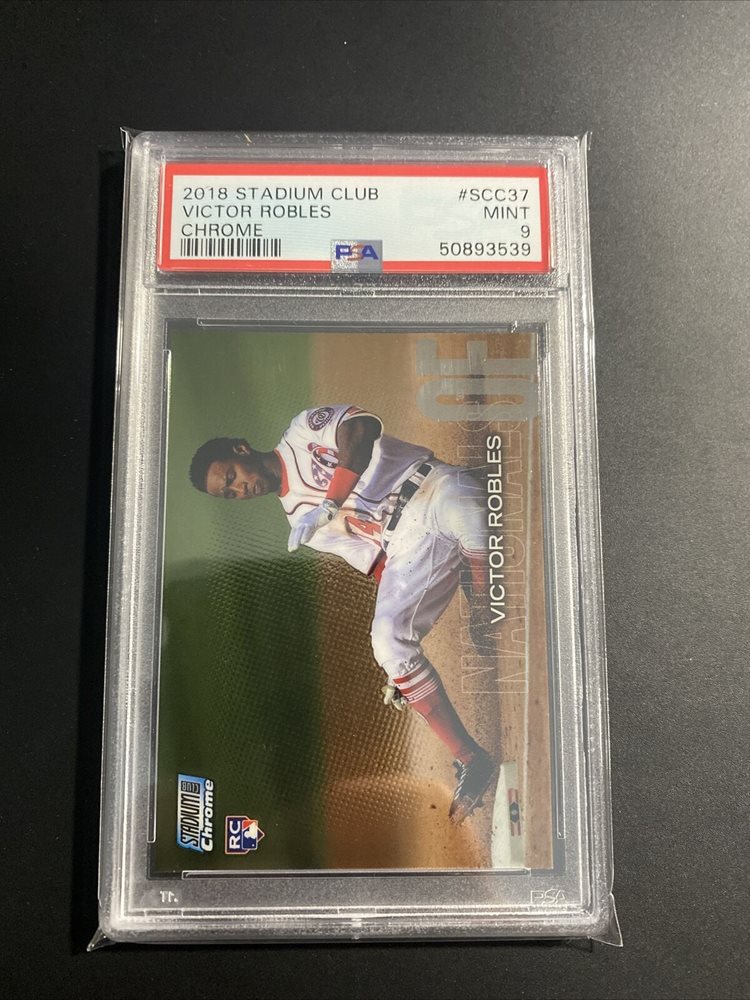 2018 STADIUM CLUB #SCC37
VICTOR ROBLES MINT
CHROME 9
PSA 50893539
OF
NATIONALS
VICTOR ROBLES
STADIUM
CLUB
Chrome
RC
PSA